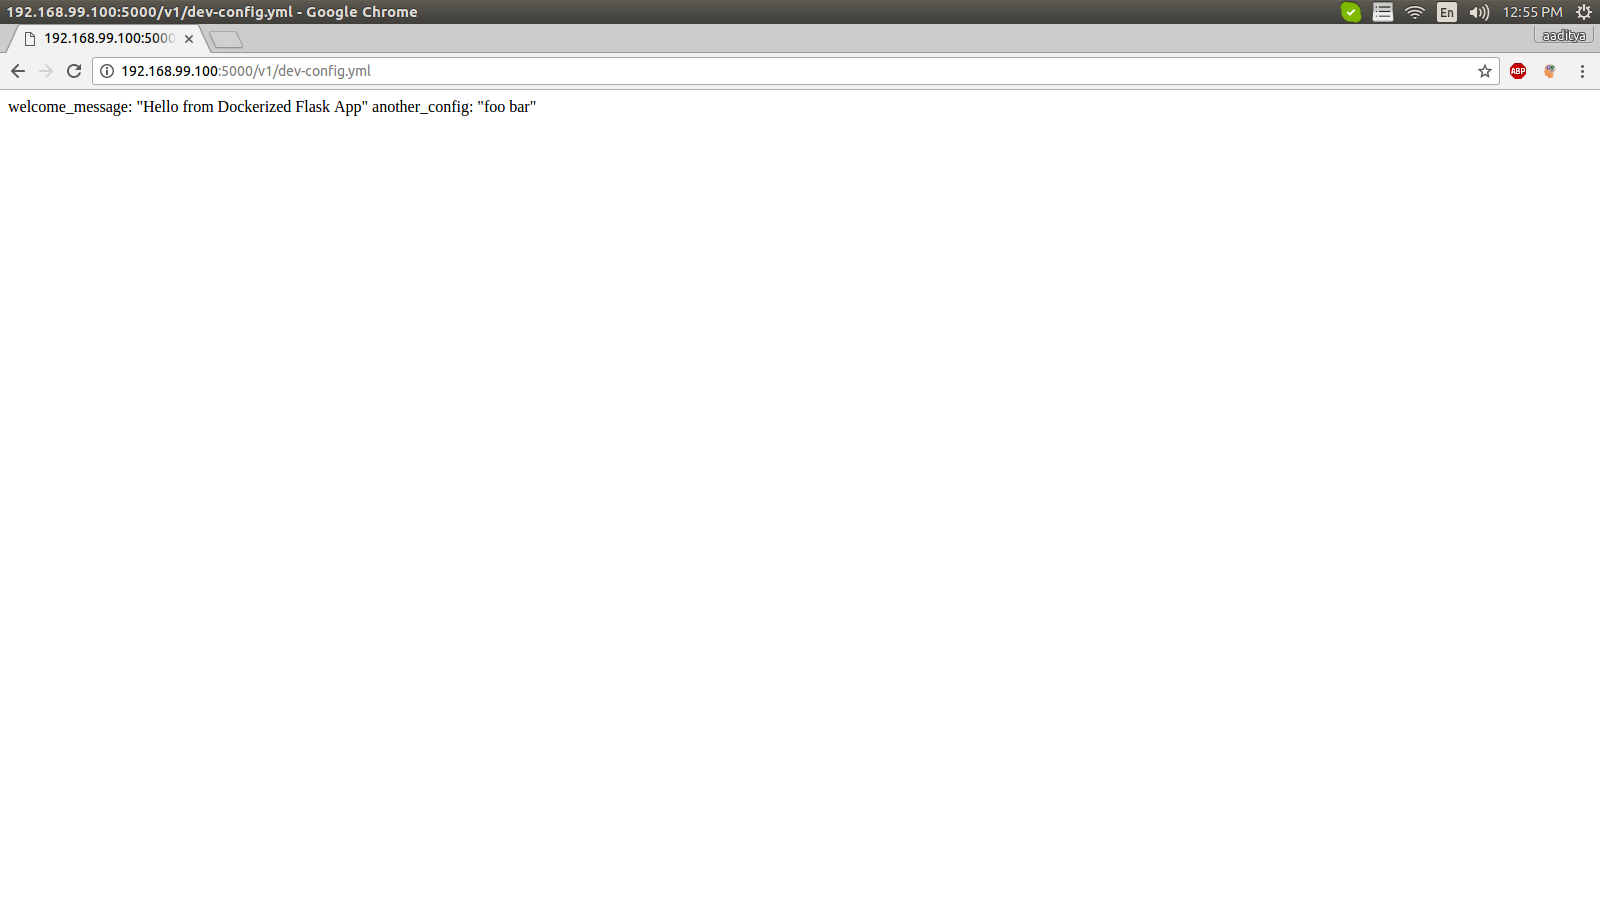 192.168.99.100:5000/v1/dev-config.yml - Google Chrome
En
12:55 PM
192.168.99.100:5000
aaditya
192.168.99.100:5000/v1/dev-config.yml
ABP
welcome_message: "Hello from Dockerized Flask App" another_config: "foo bar"